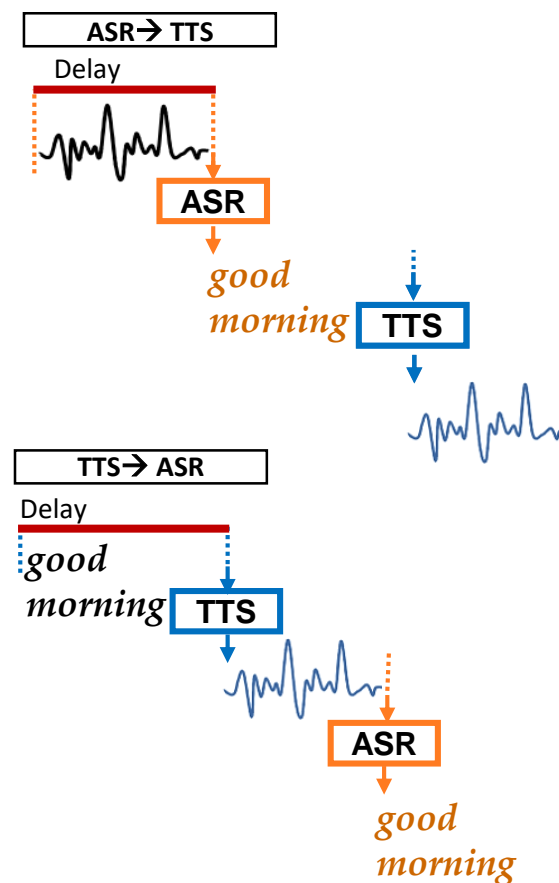 ASR→ TTS
Delay
ASR
good
morning
TTS
TTS→ ASR
Delay
good
morning
TTS
ASR
good
morning